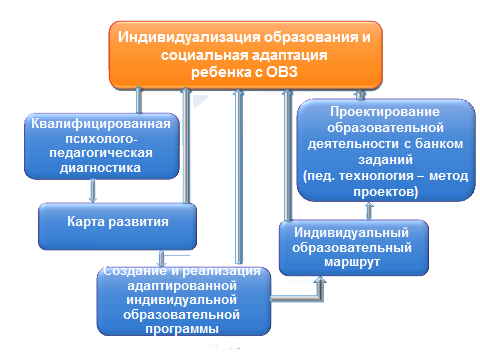 Индивидуализация образования и
социальная адаптация
ребенка с ОВЗ
Квалифицированная
психолого-
педагогическая
диагностика
Проектирование
образовательной
деятельности с банком
заданий
(пед. технология – метод
проектов)
Карта развития
Индивидуальный
образовательный
маршрут
Создание и реализация
адаптированной
индивидуальной
образовательной
программы